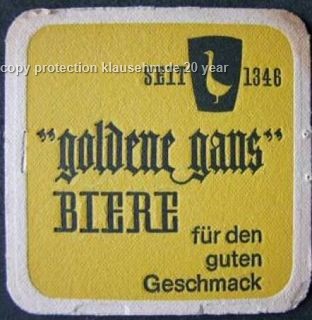 copy protection klausehm.de 20 year
SEIT 1346
"goldene gans"
BIERE
für den
guten
Geschmack